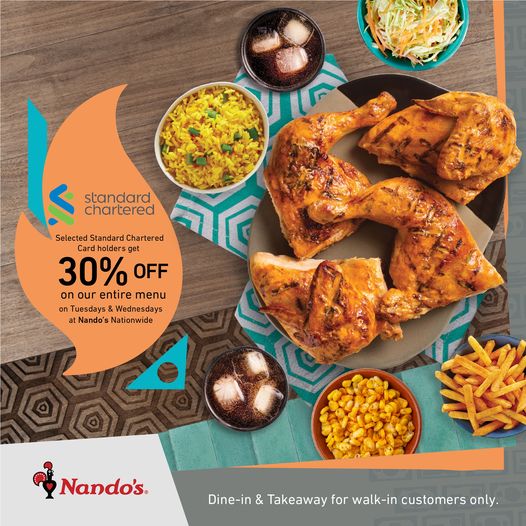 standard
chartered
Selected Standard Chartered
Card holders get
30% OFF
on our entire menu
on Tuesdays & Wednesdays
at Nando's Nationwide
Nando's®
Dine-in & Takeaway for walk-in customers only.